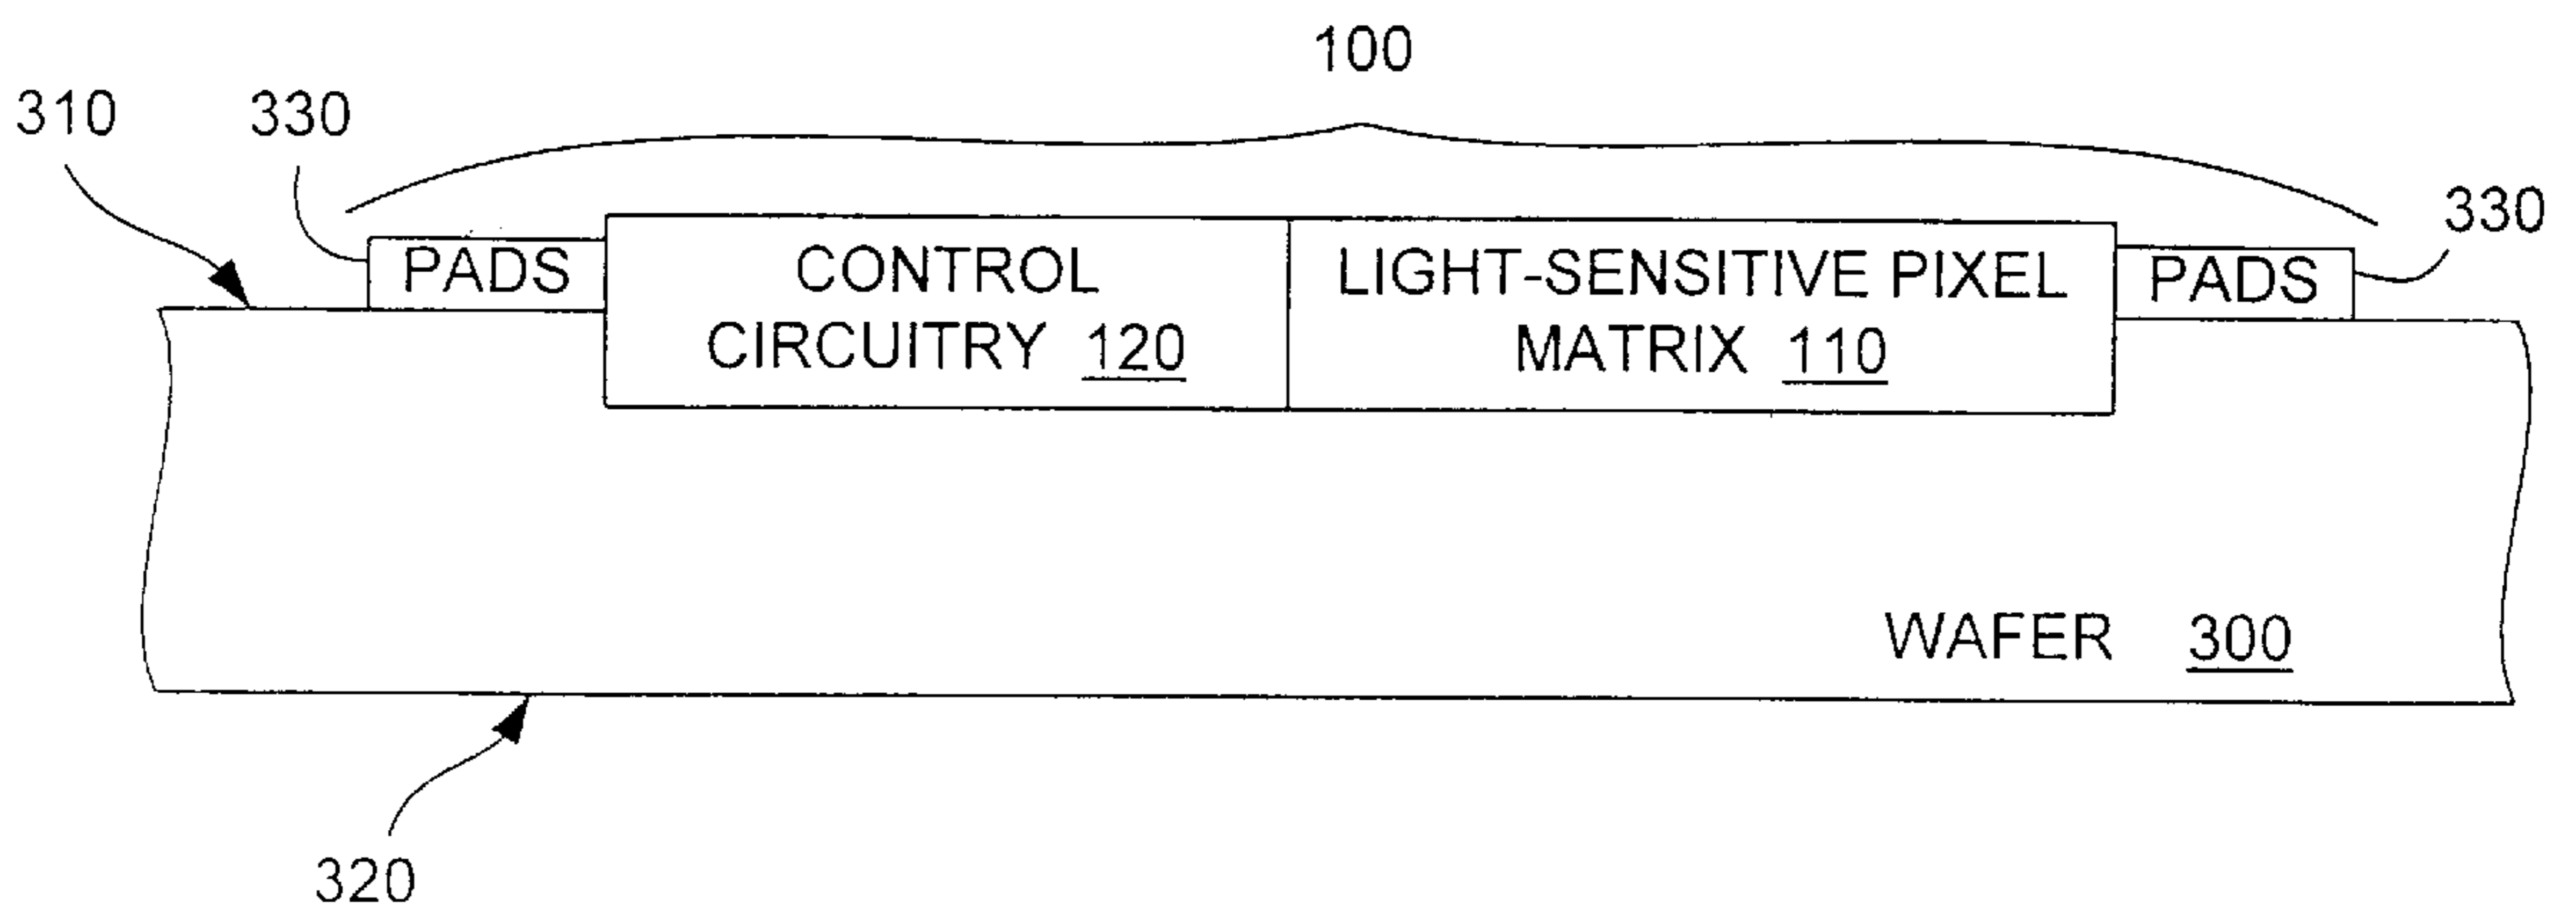 100
310
330
330
PADS
CONTROL
CIRCUITRY 120
LIGHT-SENSITIVE PIXEL
MATRIX 110
PADS
WAFER 300
320